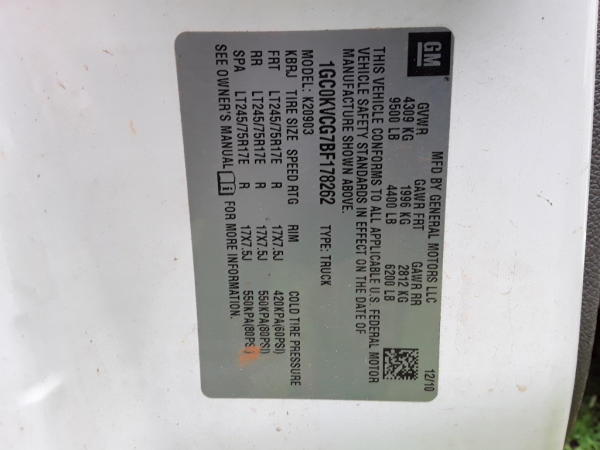 GM
MFD BY GENERAL MOTORS LLC
12/10
GVWR GAWR FRT GAWR RR
4309 KG 1996 KG 2812 KG
9500 LB 4400 LB 6200 LB
THIS VEHICLE CONFORMS TO ALL APPLICABLE U.S. FEDERAL MOTOR
VEHICLE SAFETY STANDARDS IN EFFECT ON THE DATE OF
MANUFACTURE SHOWN ABOVE.
1GC0KVCG7BF178262 TYPE: TRUCK
MODEL: K20903
KBRJ TIRE SIZE SPEED RTG RIM COLD TIRE PRESSURE
FRT LT245/75R17E R 17X7.5J 420KPA(60PSI)
RR LT245/75R17E R 17X7.5J 550KPA(80PSI)
SPA LT245/75R17E R 17X7.5J 550KPA(80PSI)
SEE OWNER'S MANUAL i FOR MORE INFORMATION.